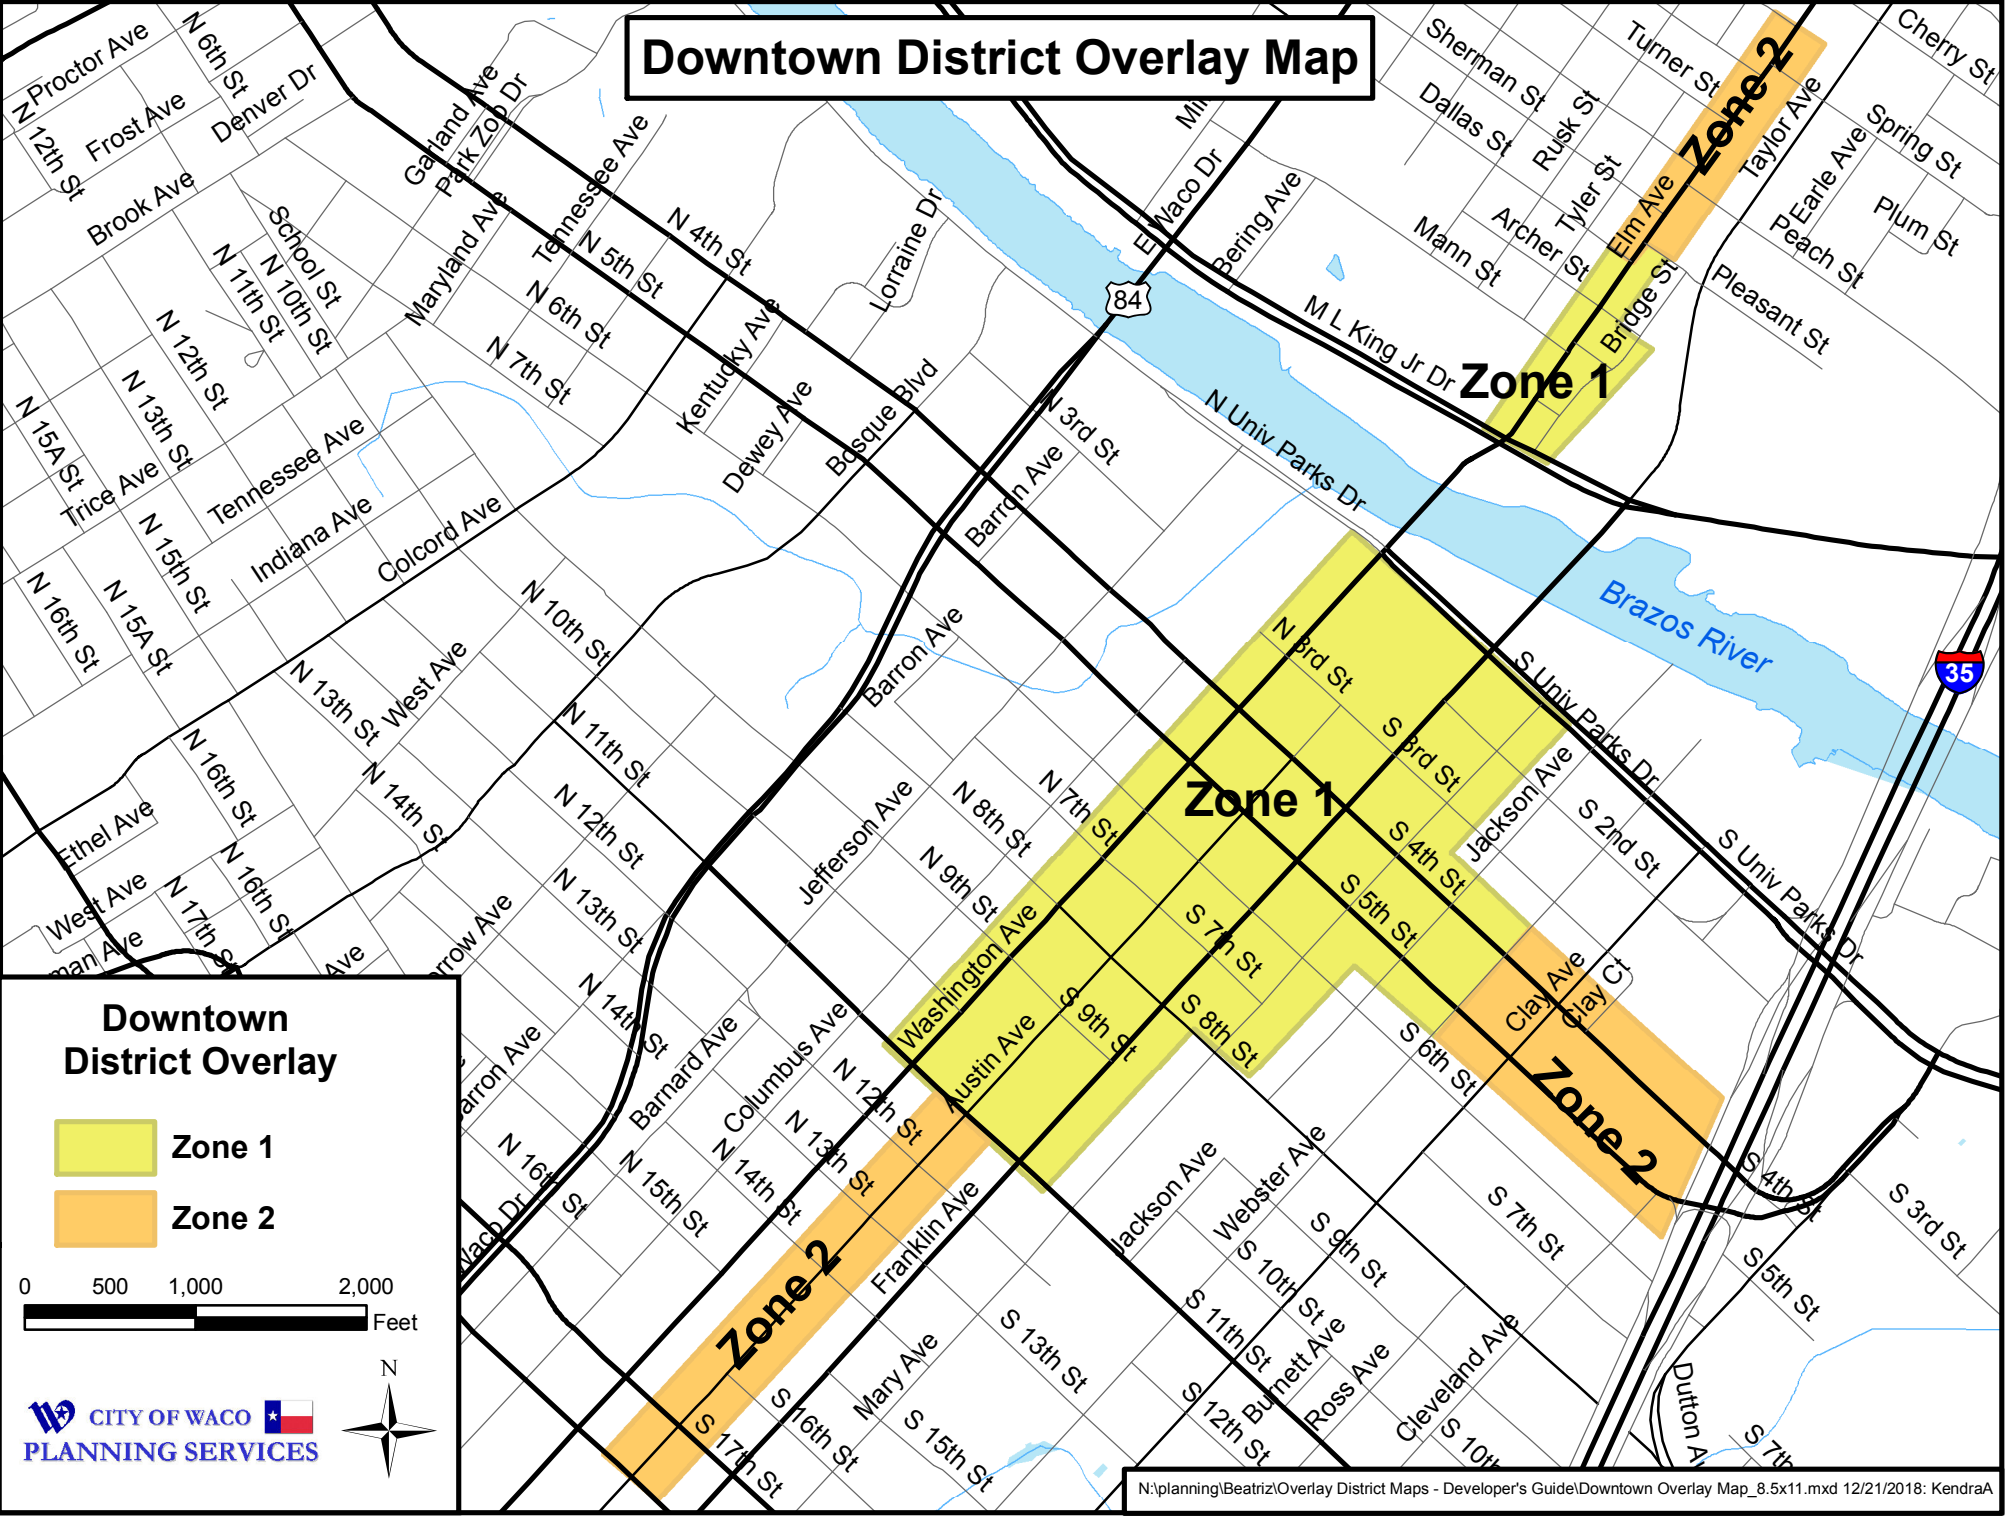 Downtown District Overlay Map
Proctor Ave
N 6th St
N 12th St
Frost Ave
Denver Dr
Garland Ave
Park Zoo Dr
Brook Ave
School St
N 11th St
N 10th St
Maryland Ave
Tennessee Ave
N 4th St
N 5th St
N 6th St
N 7th St
Lorraine Dr
Kentucky Ave
Dewey Ave
Bosque Blvd
N 12th St
N 13th St
N 15A St
Trice Ave
Tennessee Ave
Indiana Ave
Colcord Ave
N 15th St
N 16th St
N 15A St
E Waco Dr
84
Bering Ave
Sherman St
Dallas St
Rusk St
Turner St
Tyler St
Archer St
Mann St
Elm Ave
Zone 2
Taylor Ave
Cherry St
Spring St
Earle Ave
Plum St
Peach St
Pleasant St
Bridge St
M L King Jr Dr
Zone 1
N Univ Parks Dr
N 3rd St
Barron Ave
Brazos River
35
N 10th St
West Ave
N 13th St
N 11th St
Barron Ave
N 3rd St
S 3rd St
S Univ Parks Dr
Jackson Ave
S 2nd St
S Univ Parks Dr
N 16th St
N 14th St
N 12th St
Jefferson Ave
N 8th St
N 7th St
N 9th St
Zone 1
S 4th St
S 5th St
Ethel Ave
West Ave
N 16th St
N 17th St
man Ave
Ave
orrow Ave
N 13th St
N 14th St
Washington Ave
S 7th St
S 9th St
S 8th St
Austin Ave
Clay Ave
Clay Ct
S 6th St
Zone 2
arron Ave
Barnard Ave
Columbus Ave
N 12th St
N 13th St
N 14th St
N 15th St
N 16th St
Waco Dr
Franklin Ave
Jackson Ave
Webster Ave
S 7th St
S 4th St
S 3rd St
S 5th St
S 9th St
S 10th St
S 11th St
Zone 2
S 13th St
Mary Ave
S 16th St
S 17th St
S 15th St
S 12th St
Burnett Ave
Ross Ave
Cleveland Ave
S 10th
Dutton A
S 7th
Downtown
District Overlay
Zone 1
Zone 2
0 500 1,000 2,000
Feet
N
CITY OF WACO
PLANNING SERVICES
N:\planning\Beatriz\Overlay District Maps - Developer's Guide\Downtown Overlay Map_8.5x11.mxd 12/21/2018: KendraA